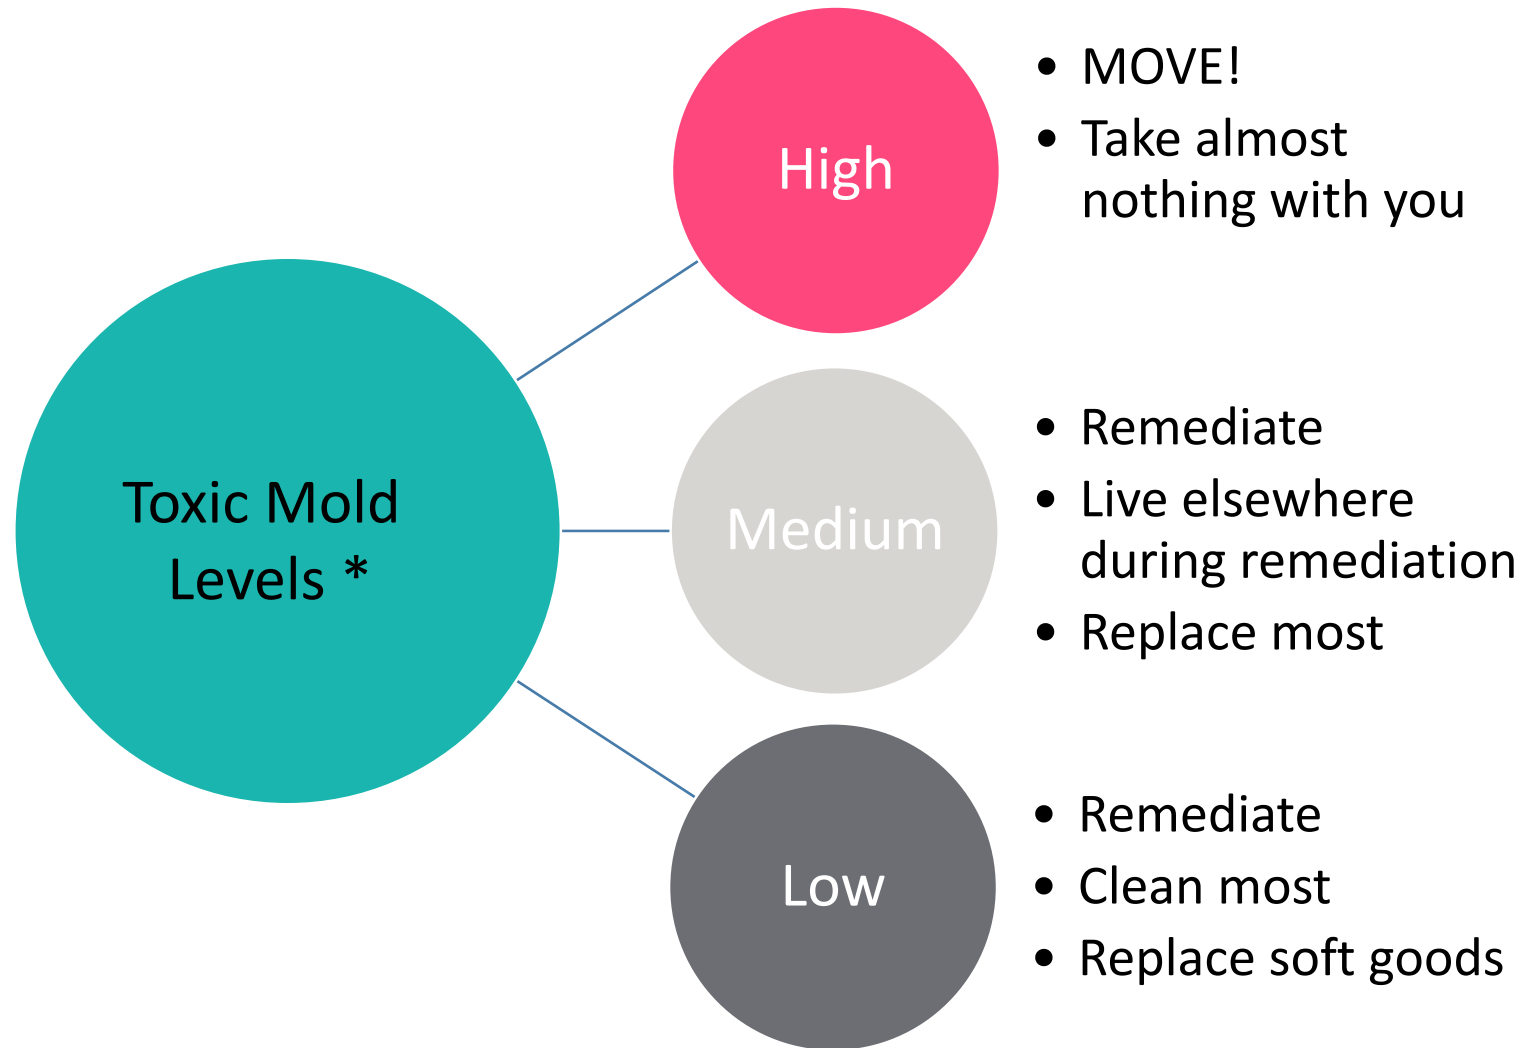 Toxic Mold
Levels *
High
• MOVE!
• Take almost
nothing with you
Medium
• Remediate
• Live elsewhere
during remediation
• Replace most
Low
• Remediate
• Clean most
• Replace soft goods